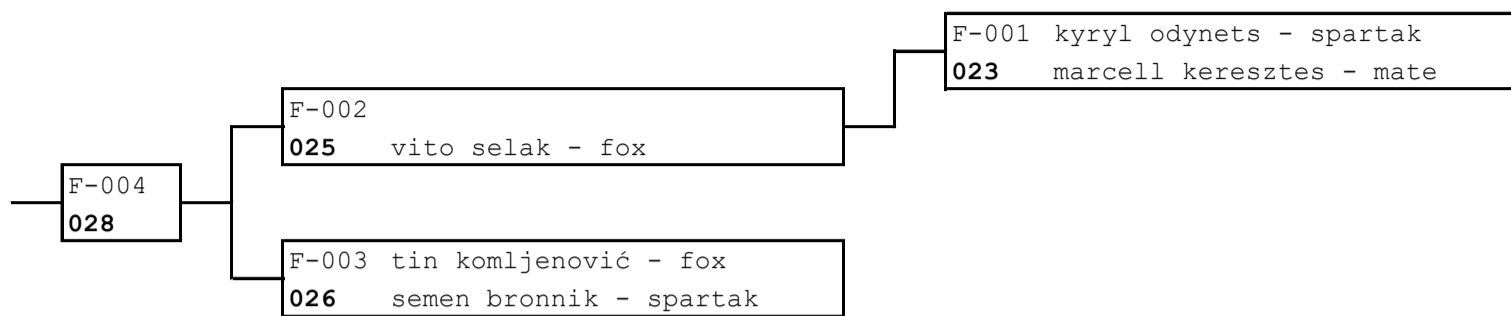 F-001 kyryl odynets - spartak
023 marcell keresztes - mate
F-002
025 vito selak - fox
F-004
028
F-003 tin komljenović - fox
026 semen bronnik - spartak